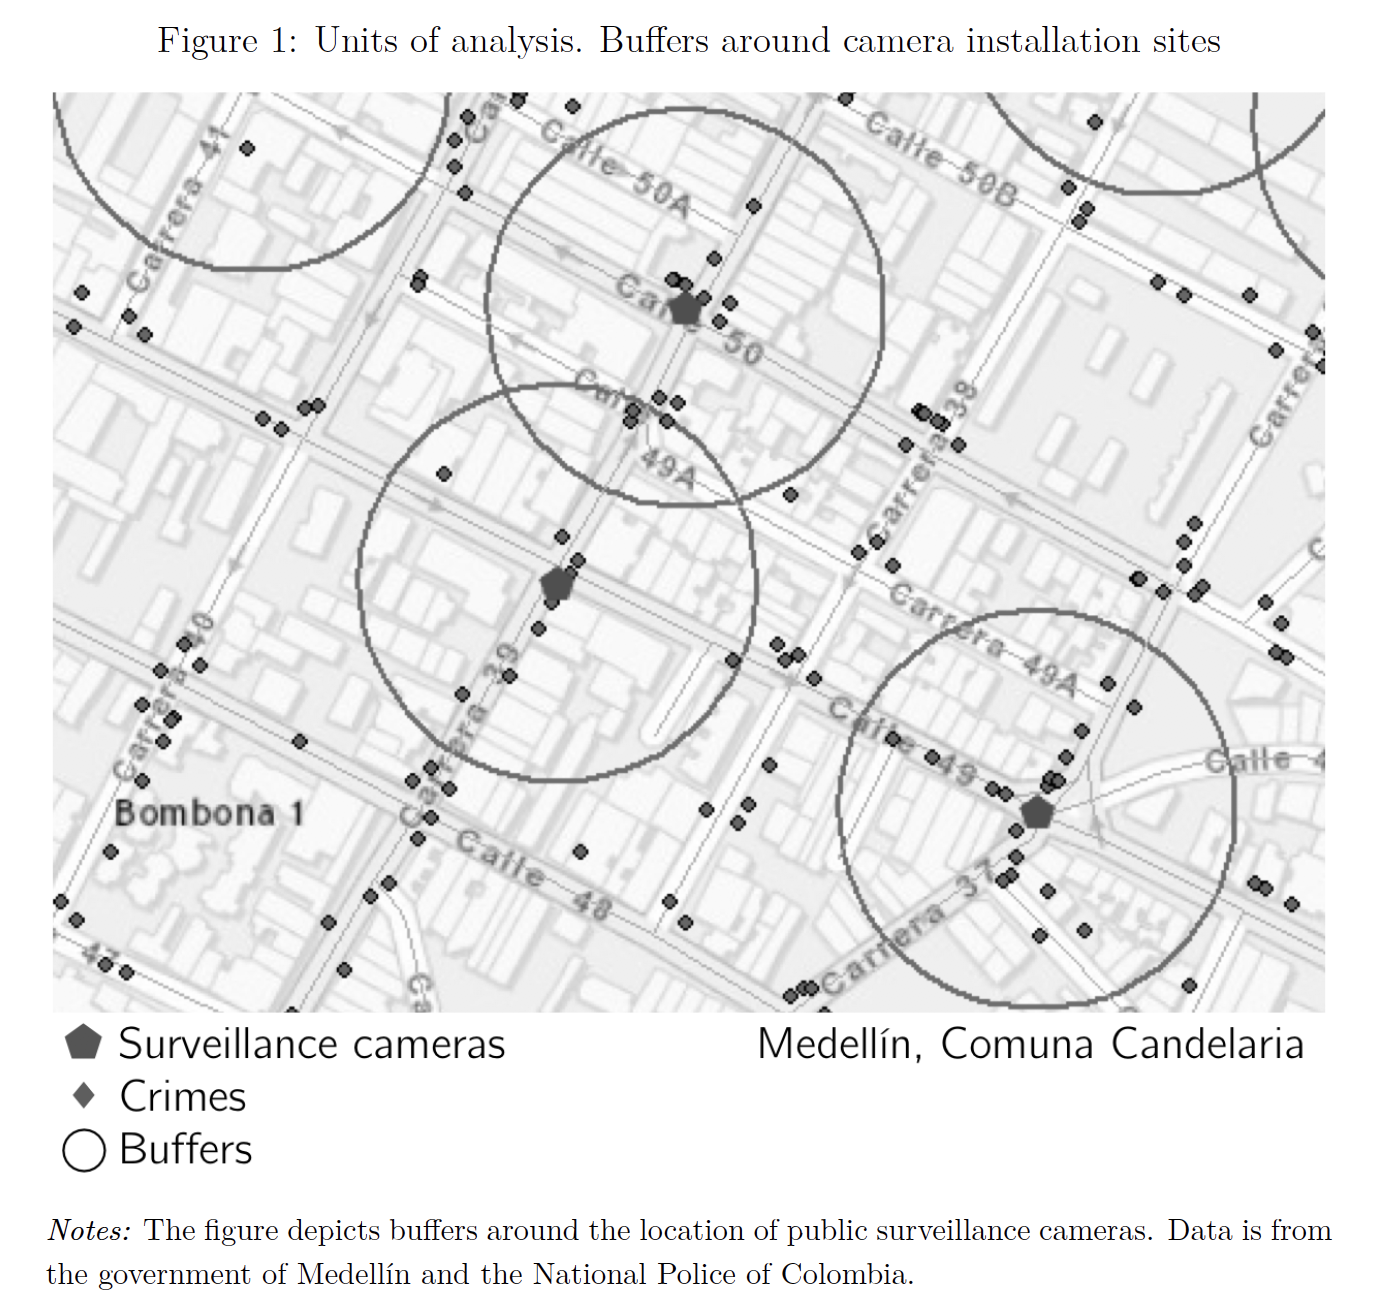 Figure 1: Units of analysis. Buffers around camera installation sites
Carrera 41
Calle 50A
Calle 50B
50
Carrera 38
49A
Carrera 49A
Carrera 40
Carrera 39
Calle 49
Calle 4
Bombona 1
Calle 48
Carrera 37
47
Surveillance cameras
Medellín, Comuna Candelaria
Crimes
Buffers
Notes: The figure depicts buffers around the location of public surveillance cameras. Data is from
the government of Medellín and the National Police of Colombia.